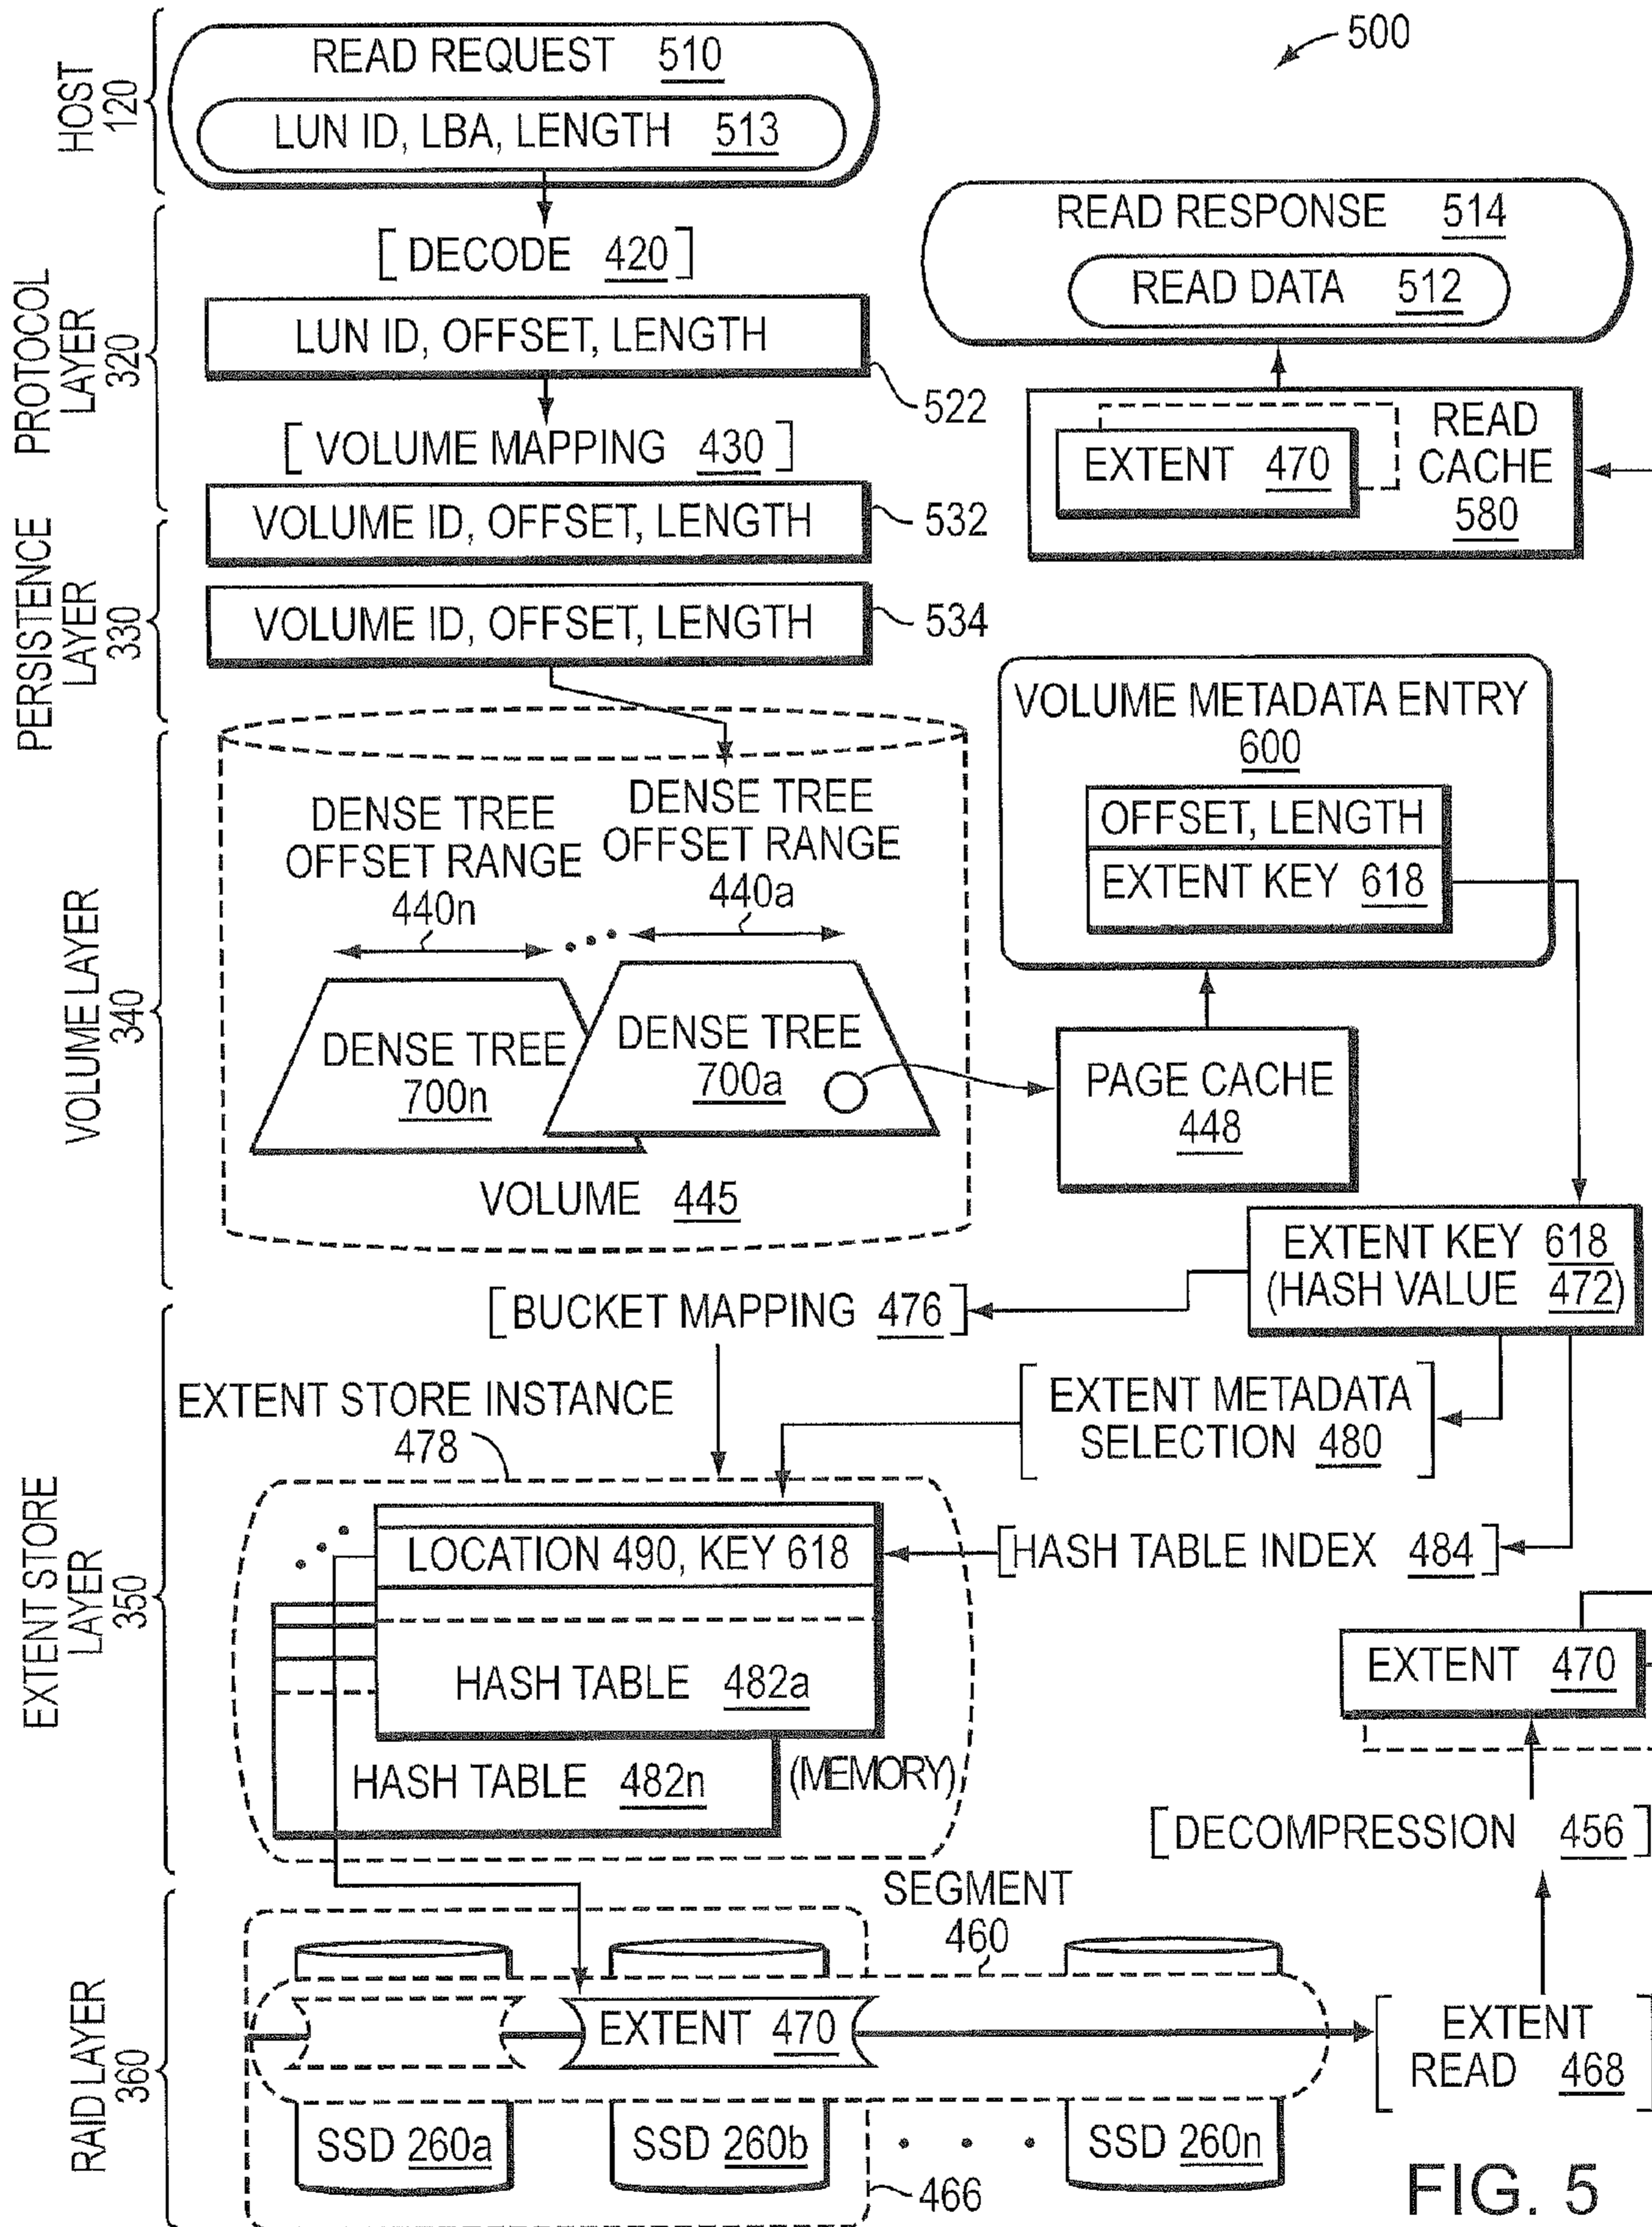 500
HOST
120
READ REQUEST 510
LUN ID, LBA, LENGTH 513
PROTOCOL
LAYER
320
[DECODE 420]
LUN ID, OFFSET, LENGTH
522
[VOLUME MAPPING 430]
VOLUME ID, OFFSET, LENGTH
532
READ RESPONSE 514
READ DATA 512
EXTENT 470
READ
CACHE
580
PERSISTENCE
LAYER
330
VOLUME ID, OFFSET, LENGTH
534
VOLUME LAYER
340
DENSE TREE
OFFSET RANGE
440n
DENSE TREE
OFFSET RANGE
440a
DENSE TREE
700n
DENSE TREE
700a
VOLUME 445
VOLUME METADATA ENTRY
600
OFFSET, LENGTH
EXTENT KEY 618
PAGE CACHE
448
EXTENT KEY 618
(HASH VALUE 472)
EXTENT STORE
LAYER
350
[BUCKET MAPPING 476]
EXTENT STORE INSTANCE
478
[EXTENT METADATA
SELECTION 480]
LOCATION 490, KEY 618
[HASH TABLE INDEX 484]
HASH TABLE 482a
HASH TABLE 482n
(MEMORY)
EXTENT 470
[DECOMPRESSION 456]
RAID LAYER
360
SEGMENT
460
EXTENT 470
[EXTENT
READ 468]
SSD 260a
SSD 260b
. . .
SSD 260n
466
FIG. 5